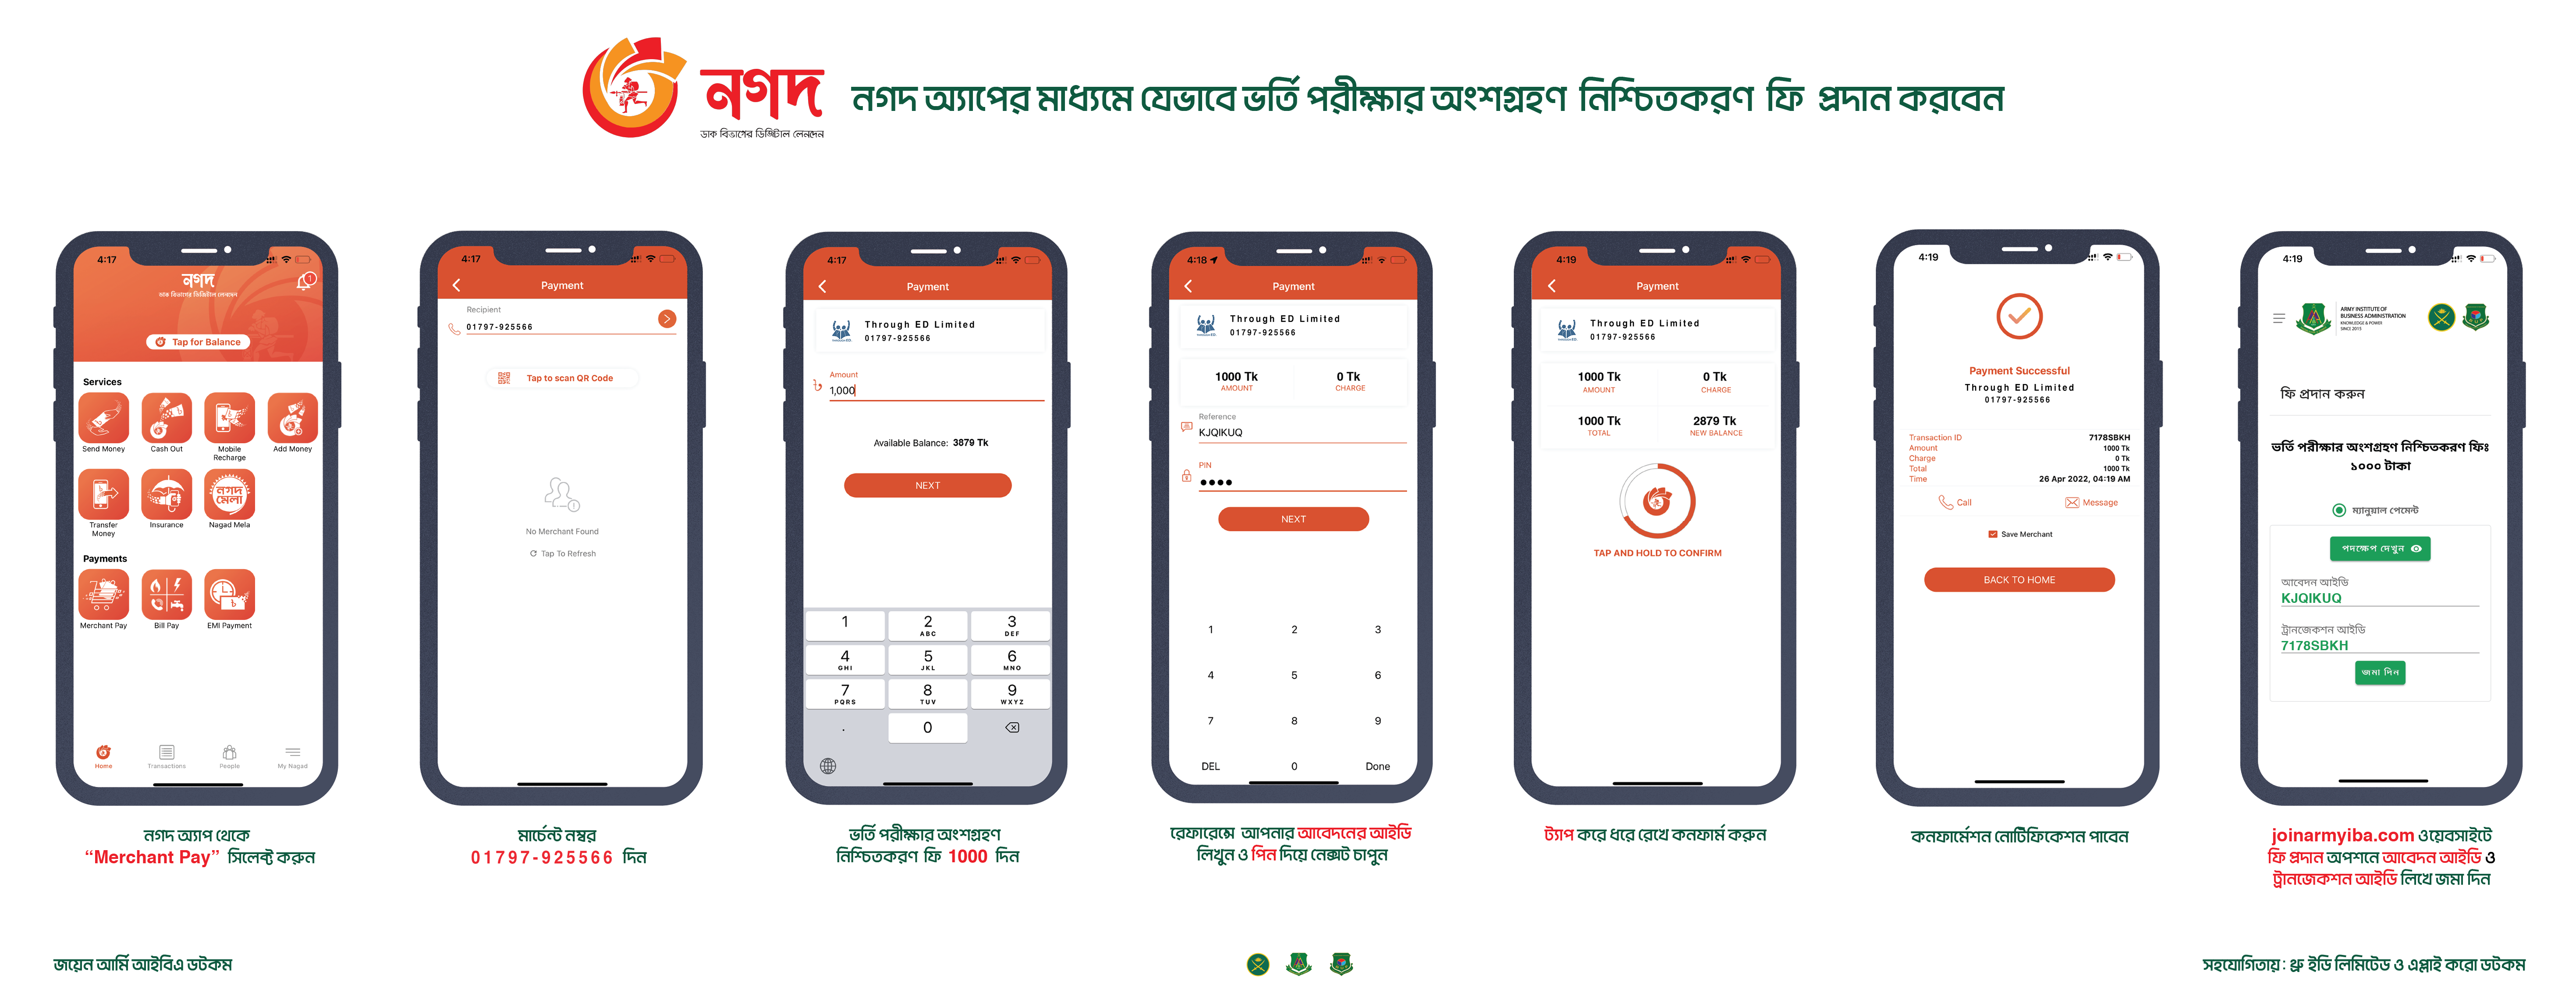 নগদ
ডাক বিভাগের ডিজিটাল লেনদেন
নগদ অ্যাপের মাধ্যমে যেভাবে ভর্তি পরীক্ষার অংশগ্রহণ নিশ্চিতকরণ ফি প্রদান করবেন
4:17
নগদ
ডাক বিভাগের ডিজিটাল লেনদেন
1
Tap for Balance
Services
Send Money
Cash Out
Mobile Recharge
Add Money
Transfer Money
Insurance
নগদ মেলা
Nagad Mela
Payments
Merchant Pay
Bill Pay
EMI Payment
Home
Transactions
People
My Nagad
নগদ অ্যাপ থেকে
“Merchant Pay” সিলেক্ট করুন
4:17
Payment
Recipient
01797-925566
Tap to scan QR Code
No Merchant Found
Tap To Refresh
মার্চেন্ট নম্বর
01797-925566 দিন
4:17
Payment
Through ED Limited
01797-925566
Amount
1,000
Available Balance: 3879 Tk
NEXT
1
2 ABC
3 DEF
4 GHI
5 JKL
6 MNO
7 PQRS
8 TUV
9 WXYZ
.
0
ভর্তি পরীক্ষার অংশগ্রহণ
নিশ্চিতকরণ ফি 1000 দিন
4:18
Payment
Through ED Limited
01797-925566
1000 Tk
AMOUNT
0 Tk
CHARGE
Reference
KJQIKUQ
PIN
NEXT
1 2 3
4 5 6
7 8 9
DEL 0 Done
রেফারেন্সে আপনার আবেদনের আইডি
লিখুন ও পিন দিয়ে নেক্সট চাপুন
4:19
Payment
Through ED Limited
01797-925566
1000 Tk
AMOUNT
0 Tk
CHARGE
1000 Tk
TOTAL
2879 Tk
NEW BALANCE
TAP AND HOLD TO CONFIRM
ট্যাপ করে ধরে রেখে কনফার্ম করুন
4:19
Payment Successful
Through ED Limited
01797-925566
Transaction ID 7178SBKH
Amount 1000 Tk
Charge 0 Tk
Total 1000 Tk
Time 26 Apr 2022, 04:19 AM
Call
Message
Save Merchant
BACK TO HOME
কনফার্মেশন নোটিফিকেশন পাবেন
4:19
ARMY INSTITUTE OF
BUSINESS ADMINISTRATION
KNOWLEDGE & POWER
SINCE 2015
ফি প্রদান করুন
ভর্তি পরীক্ষার অংশগ্রহণ নিশ্চিতকরণ ফিঃ
১০০০ টাকা
ম্যানুয়াল পেমেন্ট
পদক্ষেপ দেখুন
আবেদন আইডি
KJQIKUQ
ট্রানজেকশন আইডি
7178SBKH
জমা দিন
joinarmyiba.com ওয়েবসাইটে
ফি প্রদান অপশনে আবেদন আইডি ও
ট্রানজেকশন আইডি লিখে জমা দিন
জয়েন আর্মি আইবিএ ডটকম
সহযোগিতায় : থ্রু ইডি লিমিটেড ও এপ্লাই করো ডটকম